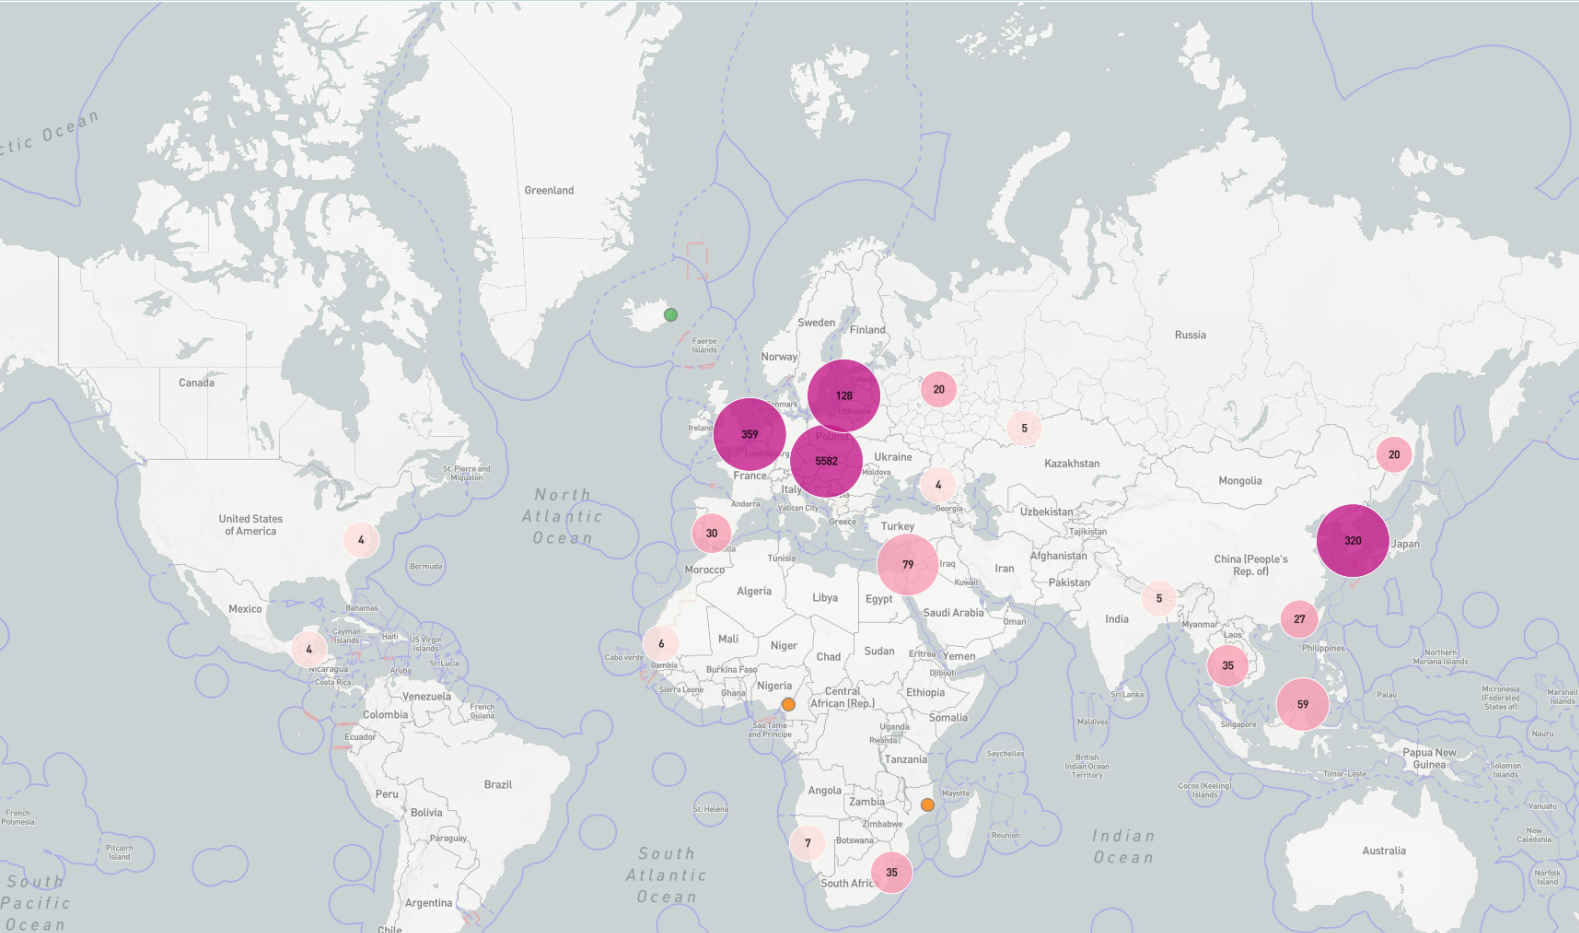 ctic Ocean
Greenland
Canada
United States
of America
St. Pierre and
Miquelon
Bermuda
Mexico
Bahamas
Cayman
Islands
Haiti
US Virgin
Islands
St. Lucia
Aruba
Nicaragua
Costa Rica
Venezuela
Colombia
French
Guiana
Ecuador
Peru
Brazil
Bolivia
Paraguay
Argentina
Chile
French
Polynesia
Pitcairn
Island
South
Pacific
Ocean
4
4
North
Atlantic
Ocean
South
Atlantic
Ocean
St. Helena
Faeroe
Islands
Sweden
Finland
Norway
Ireland
Lithuania
Poland
Ukraine
Moldova
France
Italy
Andorra
Vatican City
Greece
Georgia
Turkey
128
359
5582
20
5
4
30
79
Russia
Kazakhstan
Mongolia
Uzbekistan
Tajikistan
Afghanistan
Pakistan
Iran
Iraq
Kuwait
China (People's
Rep. of)
Japan
20
320
Tunisia
Morocco
Algeria
Libya
Egypt
Saudi Arabia
Oman
Yemen
India
5
Myanmar
Laos
27
35
59
Philippines
Northern
Mariana Islands
6
Cabo verde
Gambia
Mali
Niger
Chad
Sudan
Eritrea
Djibouti
Burkina Faso
Sierra Leone
Ghana
Nigeria
Central
African (Rep.)
Ethiopia
Somalia
Sao Tome
and Principe
Uganda
Rwanda
Tanzania
Angola
Zambia
Zimbabwe
Botswana
South Afric
7
35
Mayotte
Seychelles
Reunion
Sri Lanka
Maldives
British
Indian Ocean
Territory
Indian
Ocean
Singapore
Cocos (Keeling)
Islands
Timor-Leste
Palau
Micronesia
(Federated
States of)
Marshall
Islands
Nauru
Papua New
Guinea
Solomon
Islands
Vanuatu
New
Caledonia
Norfolk
Island
Australia